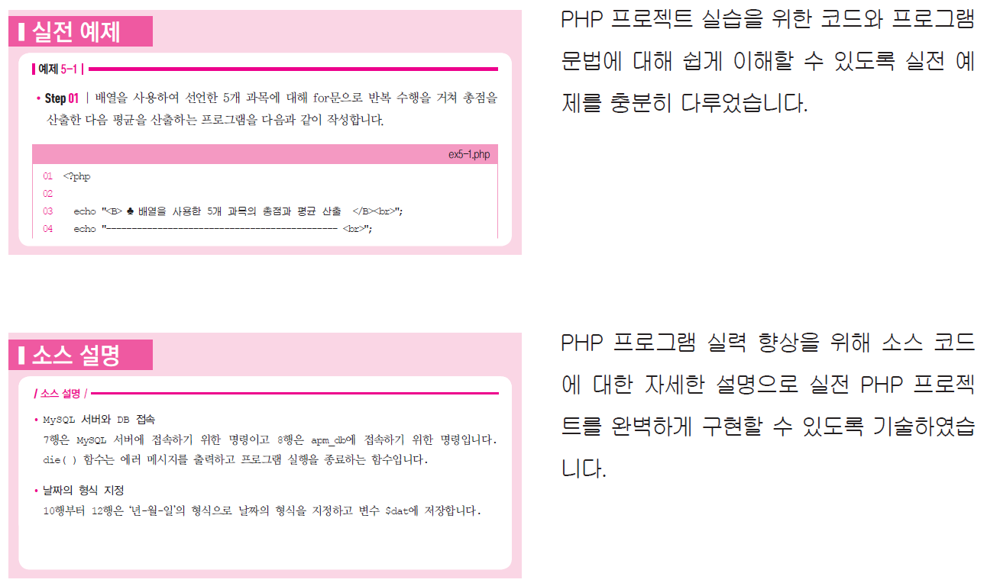 실전 예제
예제 5-1
• Step 01 | 배열을 사용하여 선언한 5개 과목에 대해 for문으로 반복 수행을 거쳐 총점을
산출한 다음 평균을 산출하는 프로그램을 다음과 같이 작성합니다.
ex5-1.php
01 <?php
02
03 echo "<B> ♣ 배열을 사용한 5개 과목의 총점과 평균 산출 </B><br>";
04 echo "--------------------------------------------- <br>";
PHP 프로젝트 실습을 위한 코드와 프로그램
문법에 대해 쉽게 이해할 수 있도록 실전 예
제를 충분히 다루었습니다.
소스 설명
/ 소스 설명 /
• MySQL 서버와 DB 접속
7행은 MySQL 서버에 접속하기 위한 명령이고 8행은 apm_db에 접속하기 위한 명령입니다.
die( ) 함수는 에러 메시지를 출력하고 프로그램 실행을 종료하는 함수입니다.
• 날짜의 형식 지정
10행부터 12행은 '년-월-일'의 형식으로 날짜의 형식을 지정하고 변수 $dat에 저장합니다.
PHP 프로그램 실력 향상을 위해 소스 코드
에 대한 자세한 설명으로 실전 PHP 프로젝
트를 완벽하게 구현할 수 있도록 기술하였습
니다.